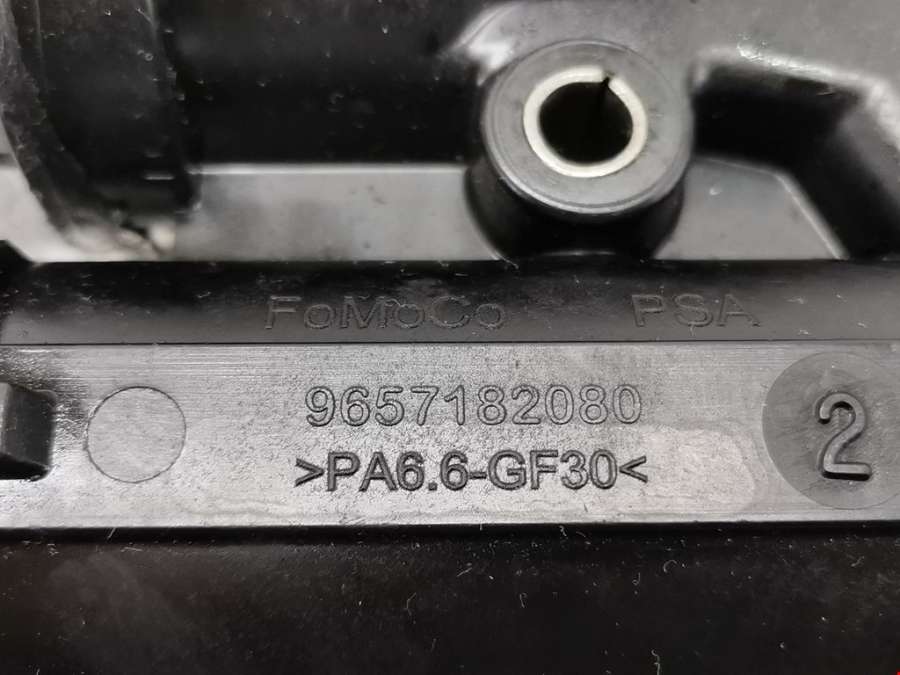 FoMoCo PSA
9657182080
>PA6.6-GF30<
2